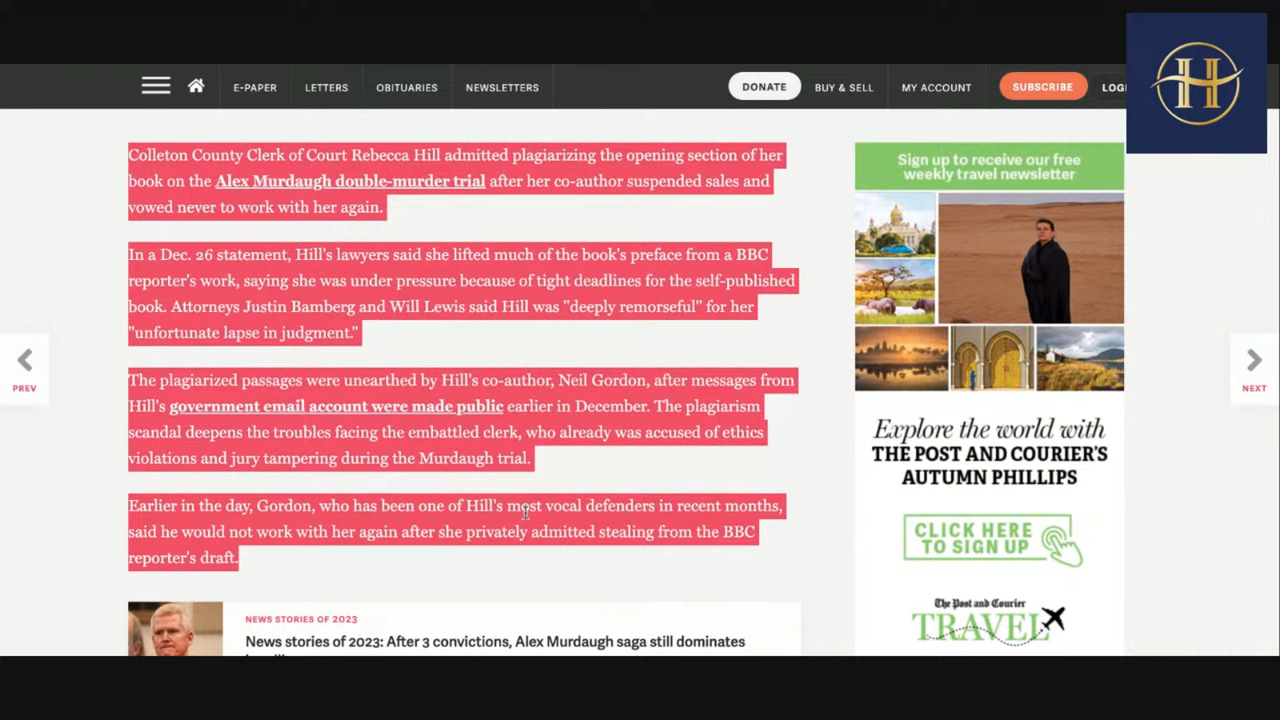 E-PAPER
LETTERS
OBITUARIES
NEWSLETTERS
DONATE
BUY & SELL
MY ACCOUNT
SUBSCRIBE
LOGI
H
Colleton County Clerk of Court Rebecca Hill admitted plagiarizing the opening section of her
book on the Alex Murdaugh double-murder trial after her co-author suspended sales and
vowed never to work with her again.
In a Dec. 26 statement, Hill's lawyers said she lifted much of the book's preface from a BBC
reporter's work, saying she was under pressure because of tight deadlines for the self-published
book. Attorneys Justin Bamberg and Will Lewis said Hill was "deeply remorseful" for her
"unfortunate lapse in judgment."
The plagiarized passages were unearthed by Hill's co-author, Neil Gordon, after messages from
Hill's government email account were made public earlier in December. The plagiarism
scandal deepens the troubles facing the embattled clerk, who already was accused of ethics
violations and jury tampering during the Murdaugh trial.
Earlier in the day, Gordon, who has been one of Hill's most vocal defenders in recent months,
said he would not work with her again after she privately admitted stealing from the BBC
reporter's draft.
NEWS STORIES OF 2023
News stories of 2023: After 3 convictions, Alex Murdaugh saga still dominates
PREV
NEXT
Sign up to receive our free
weekly travel newsletter
Explore the world with
THE POST AND COURIER'S
AUTUMN PHILLIPS
CLICK HERE
TO SIGN UP
The Post and Courier
TRAVEL